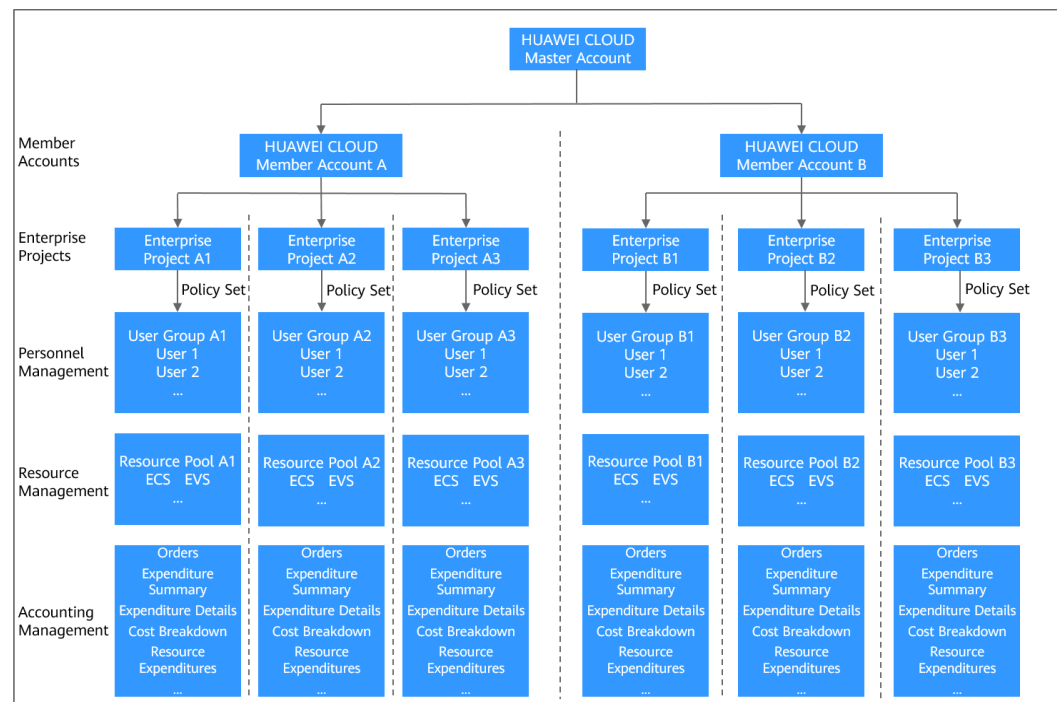 HUAWEI CLOUD
Master Account
Member
Accounts
HUAWEI CLOUD
Member Account A
HUAWEI CLOUD
Member Account B
Enterprise
Projects
Enterprise
Project A1
Enterprise
Project A2
Enterprise
Project A3
Enterprise
Project B1
Enterprise
Project B2
Enterprise
Project B3
Policy Set
Policy Set
Policy Set
Policy Set
Policy Set
Policy Set
Personnel
Management
User Group A1
User 1
User 2
...
User Group A2
User 1
User 2
...
User Group A3
User 1
User 2
...
User Group B1
User 1
User 2
...
User Group B2
User 1
User 2
...
User Group B3
User 1
User 2
...
Resource
Management
Resource Pool A1
ECS EVS
...
Resource Pool A2
ECS EVS
...
Resource Pool A3
ECS EVS
...
Resource Pool B1
ECS EVS
...
Resource Pool B2
ECS EVS
...
Resource Pool B3
ECS EVS
...
Accounting
Management
Orders
Expenditure
Summary
Expenditure Details
Cost Breakdown
Resource
Expenditures
...
Orders
Expenditure
Summary
Expenditure Details
Cost Breakdown
Resource
Expenditures
...
Orders
Expenditure
Summary
Expenditure Details
Cost Breakdown
Resource
Expenditures
...
Orders
Expenditure
Summary
Expenditure Details
Cost Breakdown
Resource
Expenditures
...
Orders
Expenditure
Summary
Expenditure Details
Cost Breakdown
Resource
Expenditures
...
Orders
Expenditure
Summary
Expenditure Details
Cost Breakdown
Resource
Expenditures
...